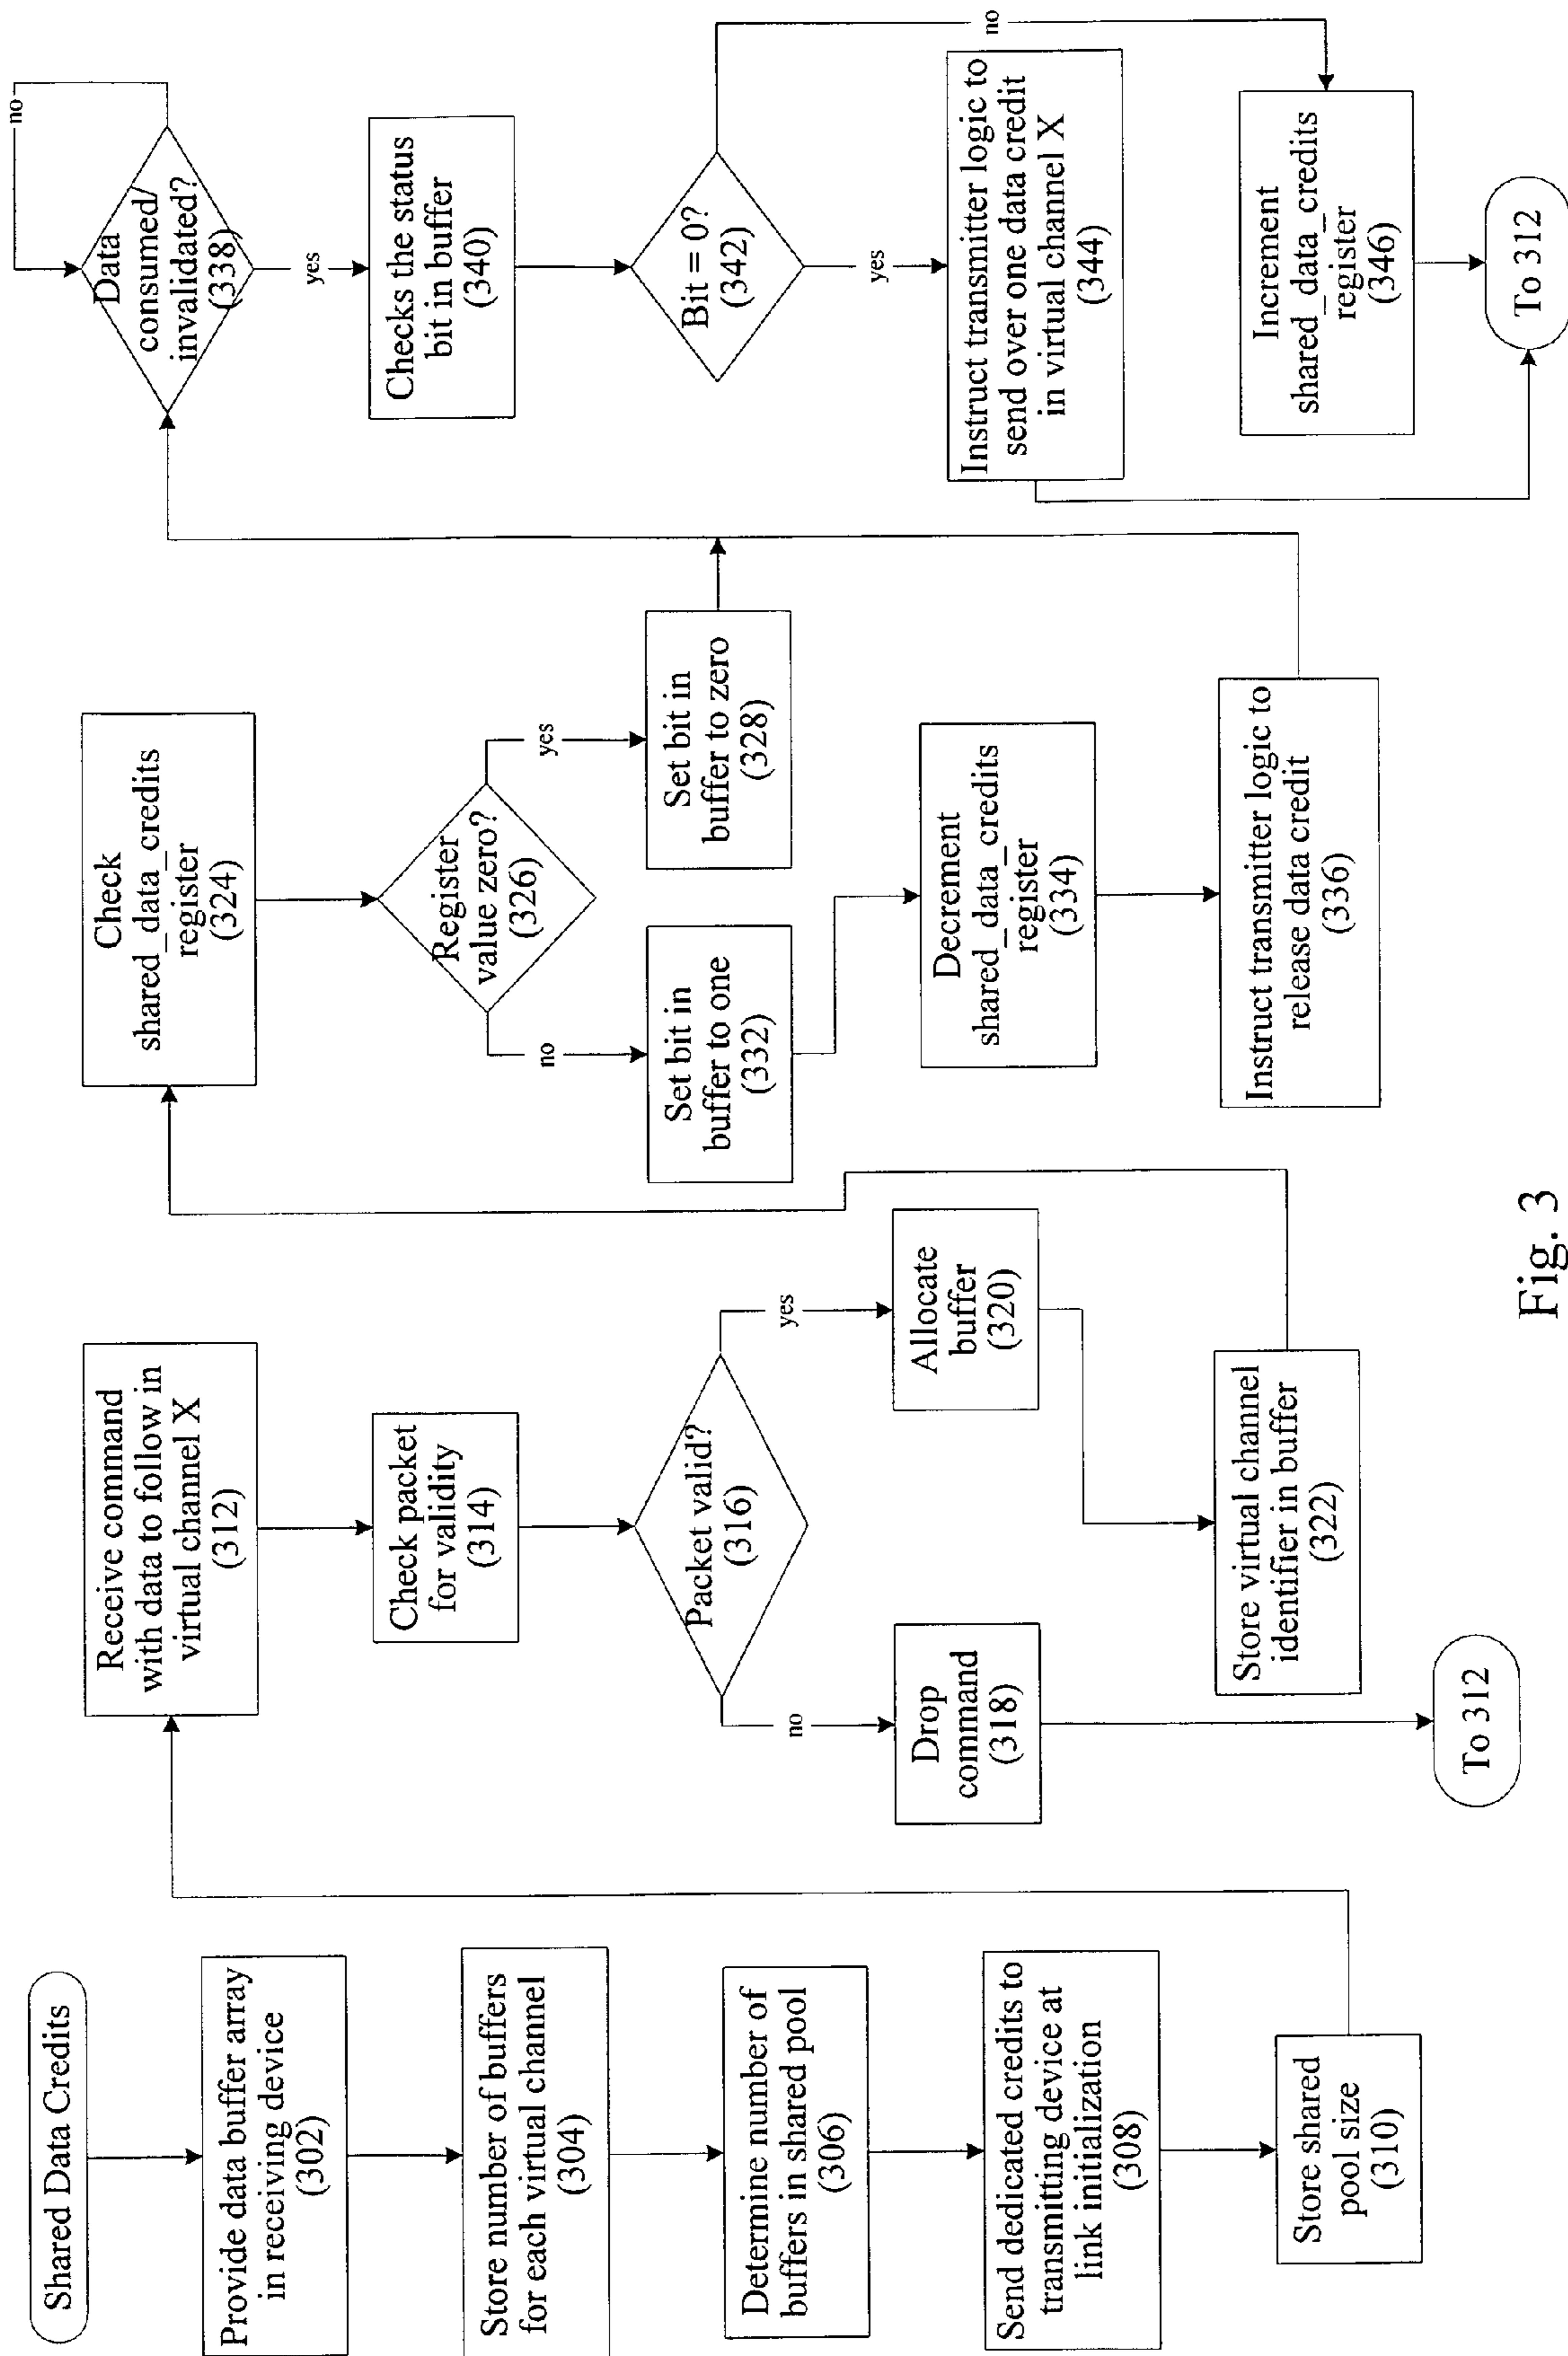 Shared Data Credits
Provide data buffer array
in receiving device
(302)
Store number of buffers
for each virtual channel
(304)
Determine number of
buffers in shared pool
(306)
Send dedicated credits to
transmitting device at
link initialization
(308)
Store shared
pool size
(310)
Receive command
with data to follow in
virtual channel X
(312)
Check packet
for validity
(314)
Packet valid?
(316)
no
yes
Drop
command
(318)
To 312
Allocate
buffer
(320)
Store virtual channel
identifier in buffer
(322)
Check
shared_data_credits
register
(324)
Register
value zero?
(326)
no
yes
Set bit in
buffer to one
(332)
Set bit in
buffer to zero
(328)
Decrement
shared_data_credits
register
(334)
Instruct transmitter logic to
release data credit
(336)
no
Data
consumed/
invalidated?
(338)
yes
Checks the status
bit in buffer
(340)
Bit = 0?
(342)
no
yes
Instruct transmitter logic to
send over one data credit
in virtual channel X
(344)
Increment
shared_data_credits
register
(346)
To 312
Fig. 3